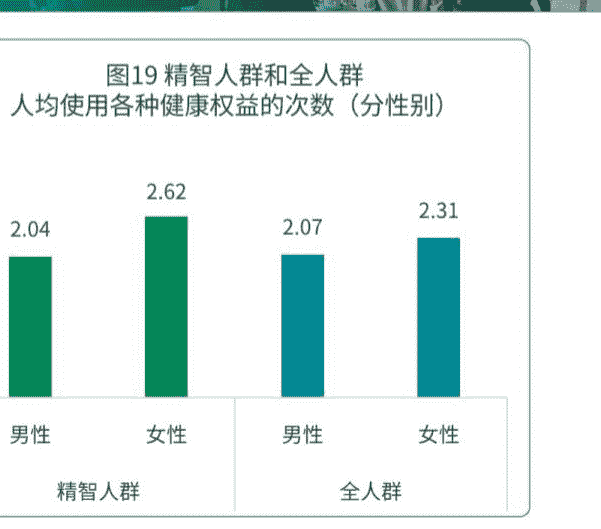 图19 精智人群和全人群
人均使用各种健康权益的次数（分性别）
2.04
2.62
2.07
2.31
男性
女性
男性
女性
精智人群
全人群